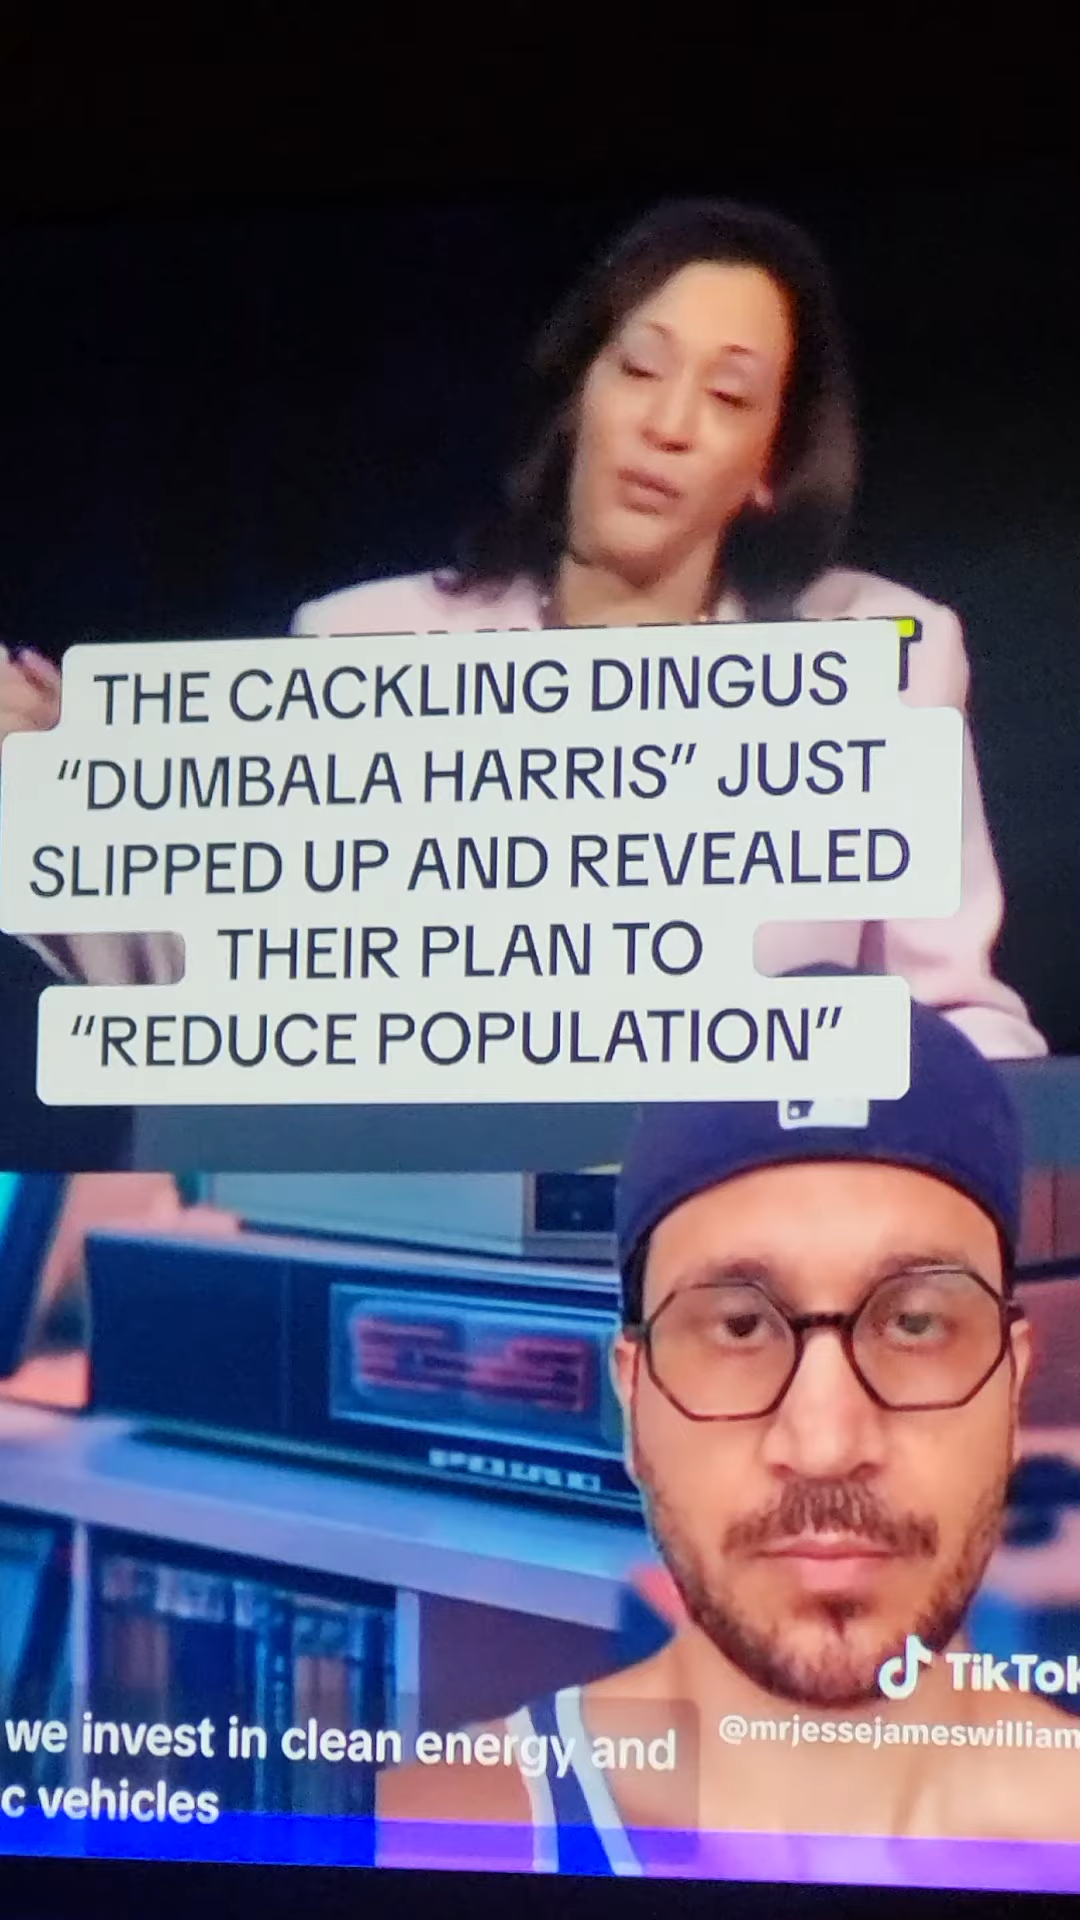 THE CACKLING DINGUS
“DUMBALA HARRIS” JUST
SLIPPED UP AND REVEALED
THEIR PLAN TO
“REDUCE POPULATION”
TikTok
@mrjessejameswilliam
we invest in clean energy and
c vehicles